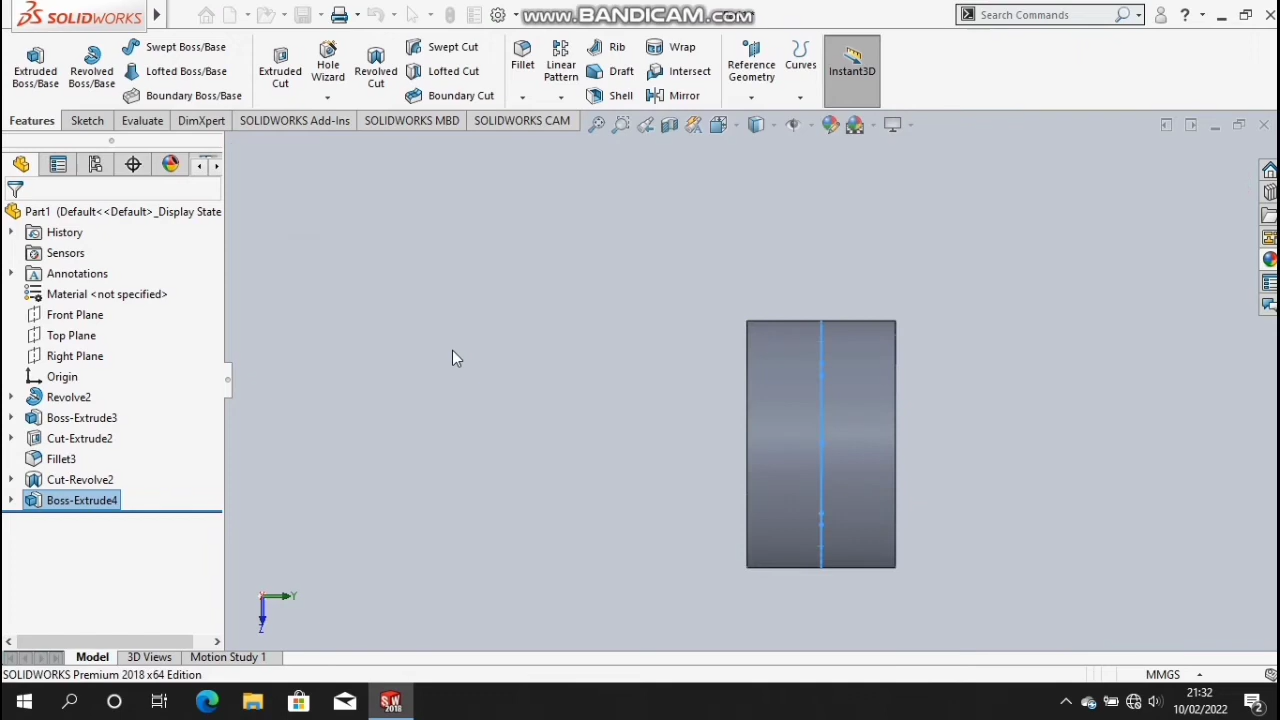 SOLIDWORKS
www.BANDICAM.com
Search Commands
?
Extruded Boss/Base
Revolved Boss/Base
Swept Boss/Base
Lofted Boss/Base
Boundary Boss/Base
Extruded Cut
Hole Wizard
Revolved Cut
Swept Cut
Lofted Cut
Boundary Cut
Fillet
Linear Pattern
Rib
Draft
Shell
Wrap
Intersect
Mirror
Reference Geometry
Curves
Instant3D
Features
Sketch
Evaluate
DimXpert
SOLIDWORKS Add-Ins
SOLIDWORKS MBD
SOLIDWORKS CAM
Part1 (Default<<Default>_Display State
History
Sensors
Annotations
Material <not specified>
Front Plane
Top Plane
Right Plane
Origin
Revolve2
Boss-Extrude3
Cut-Extrude2
Fillet3
Cut-Revolve2
Boss-Extrude4
Y
Z
Model
3D Views
Motion Study 1
SOLIDWORKS Premium 2018 x64 Edition
MMGS
SW
2018
21:32
10/02/2022
2